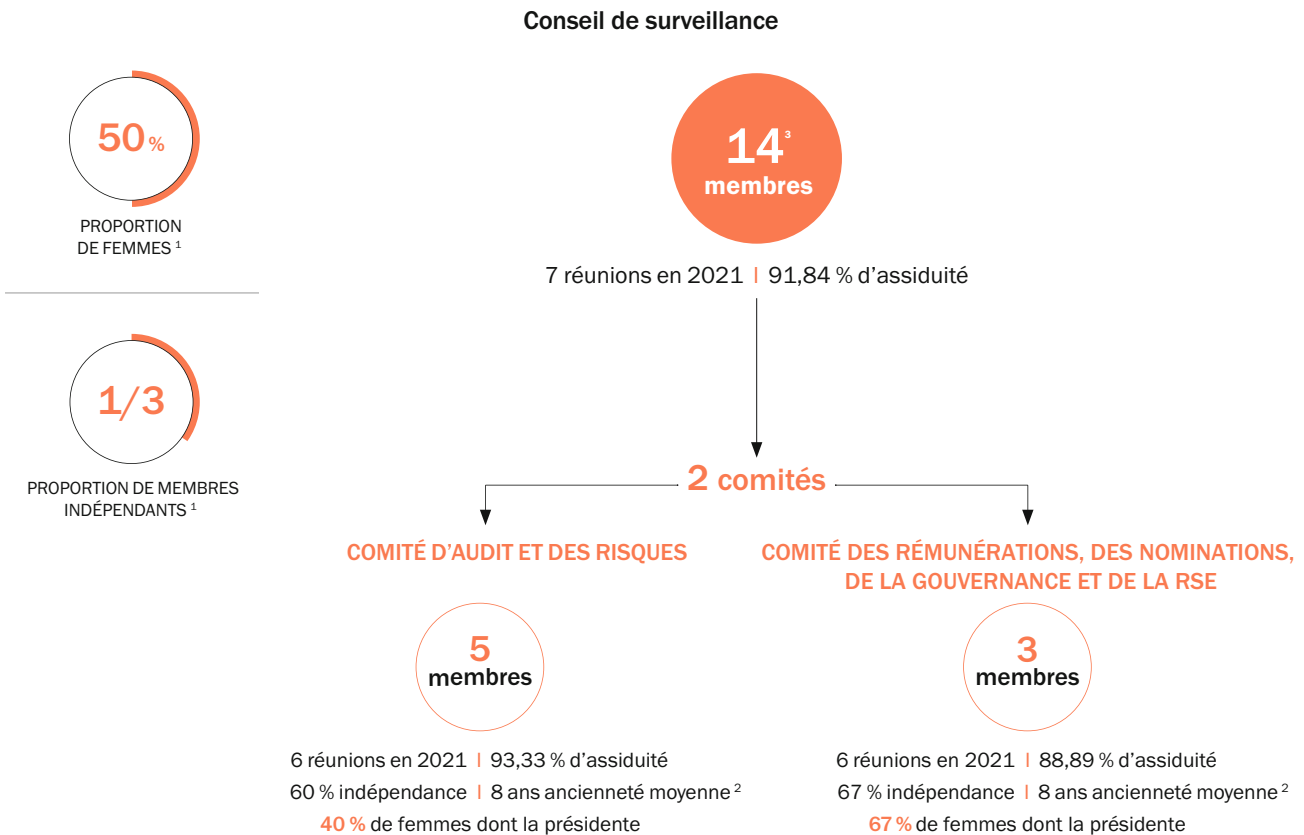 Conseil de surveillance
50 %
PROPORTION
DE FEMMES ¹
1/3
PROPORTION DE MEMBRES
INDÉPENDANTS ¹
14³
membres
7 réunions en 2021 I 91,84 % d’assiduité
2 comités
COMITÉ D’AUDIT ET DES RISQUES
5
membres
6 réunions en 2021 I 93,33 % d’assiduité
60 % indépendance I 8 ans ancienneté moyenne ²
40 % de femmes dont la présidente
COMITÉ DES RÉMUNÉRATIONS, DES NOMINATIONS,
DE LA GOUVERNANCE ET DE LA RSE
3
membres
6 réunions en 2021 I 88,89 % d’assiduité
67 % indépendance I 8 ans ancienneté moyenne ²
67 % de femmes dont la présidente